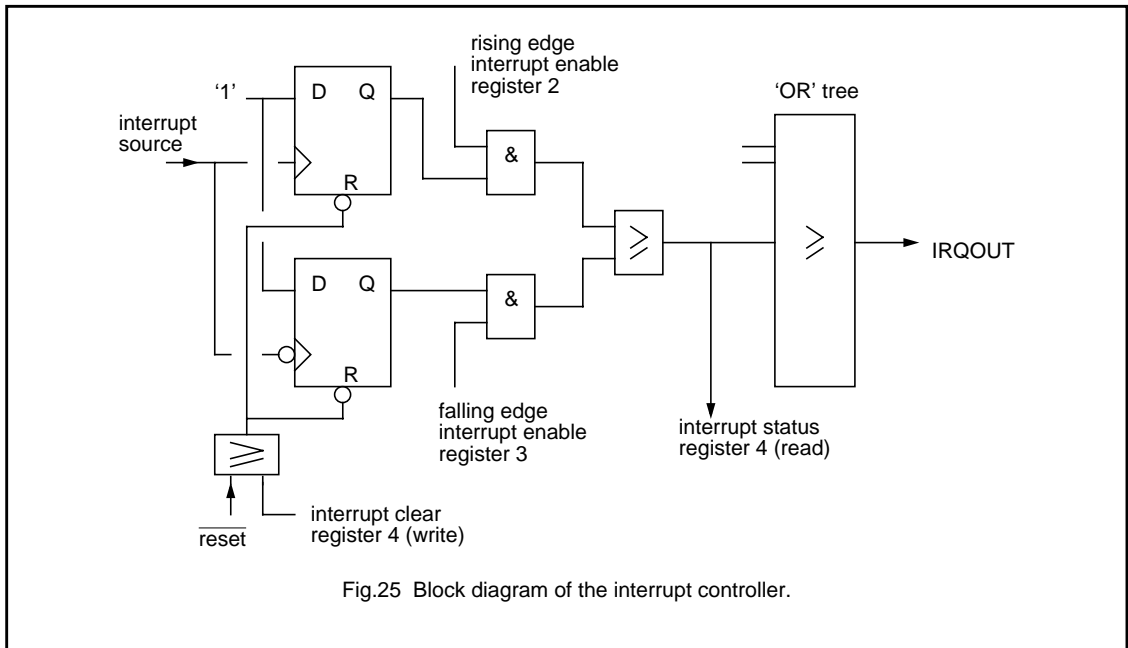 rising edge
interrupt enable
register 2
'1'
D Q
'OR' tree
interrupt
source
&
R
≥
≥
IRQOUT
D Q
&
R
falling edge
interrupt enable
register 3
interrupt status
register 4 (read)
≥
interrupt clear
register 4 (write)
reset
Fig.25 Block diagram of the interrupt controller.